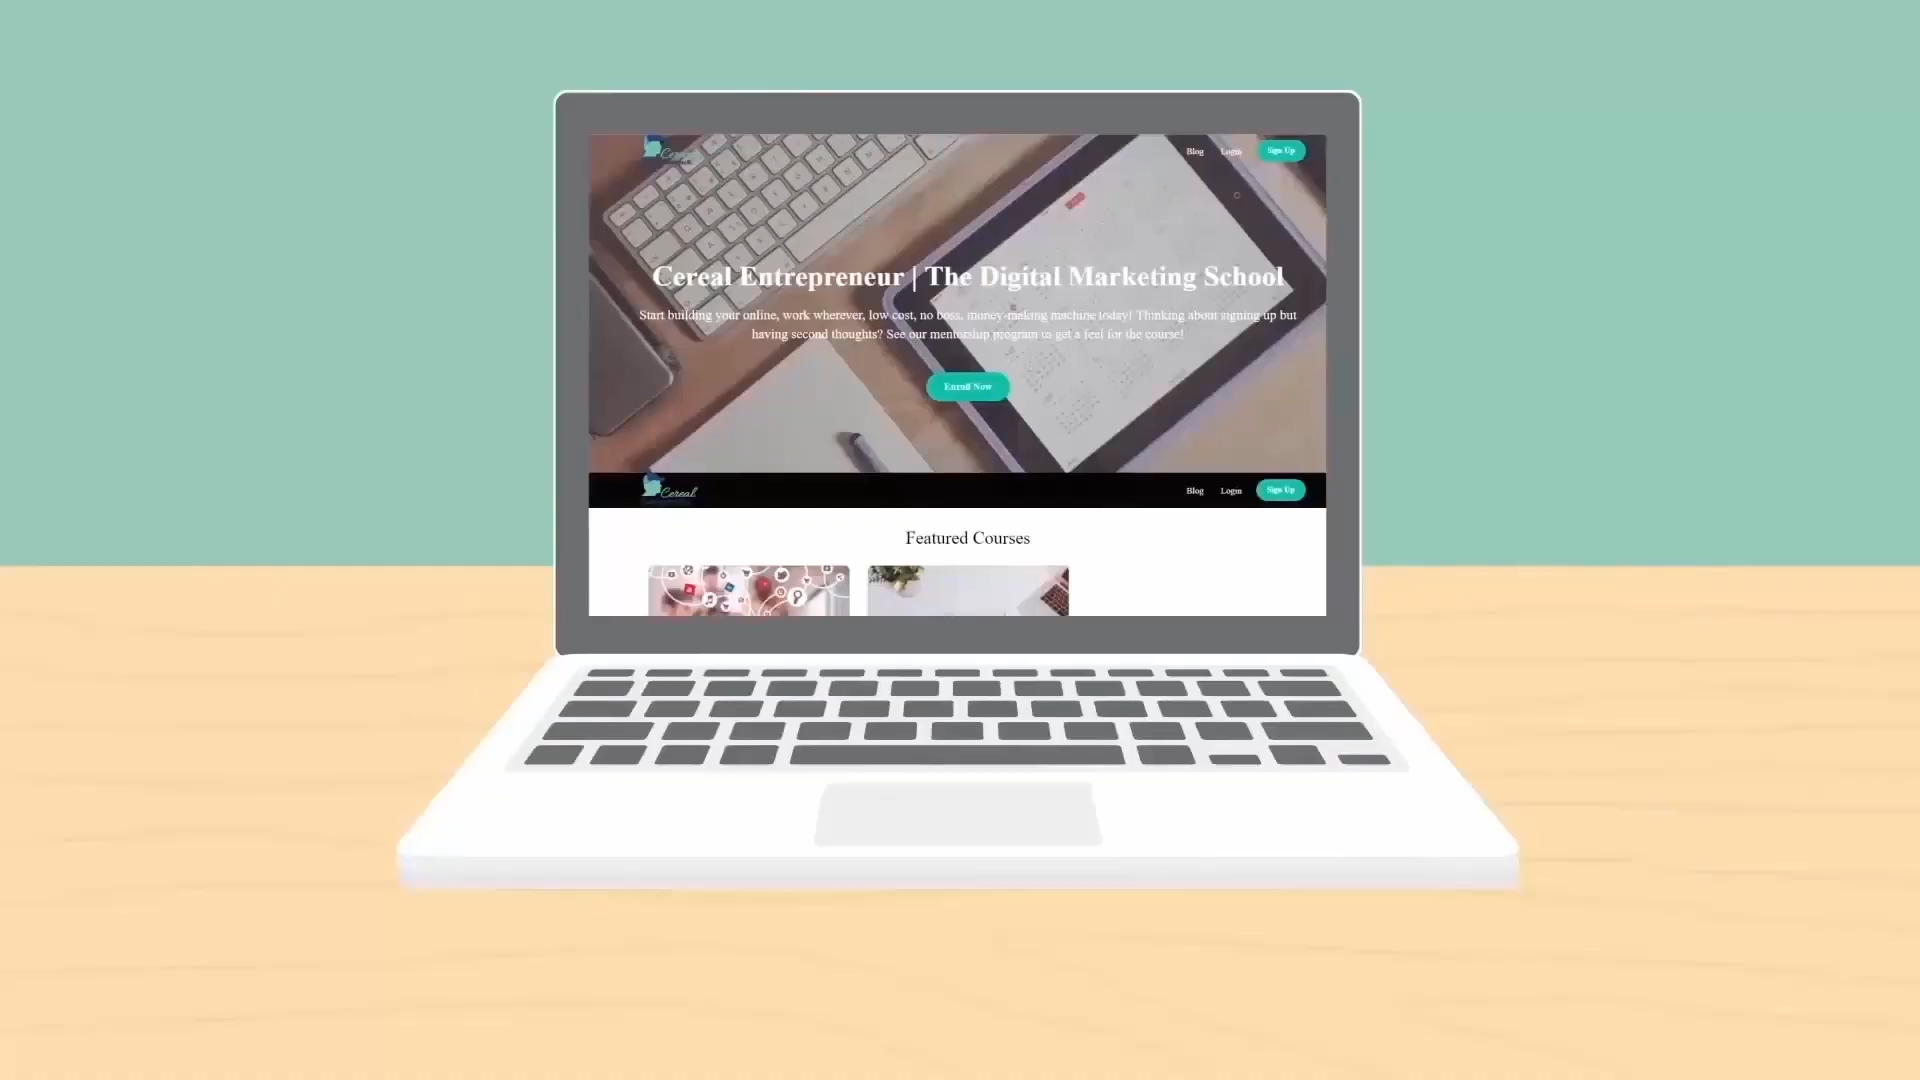 Blog Login Sign Up
Cereal Entrepreneur | The Digital Marketing School
Start building your online, work wherever, low cost, no boss, money-making machine today! Thinking about signing up but
having second thoughts? See our mentorship program to get a feel for the course!
Enroll Now
Cereal Blog Login Sign Up
Featured Courses